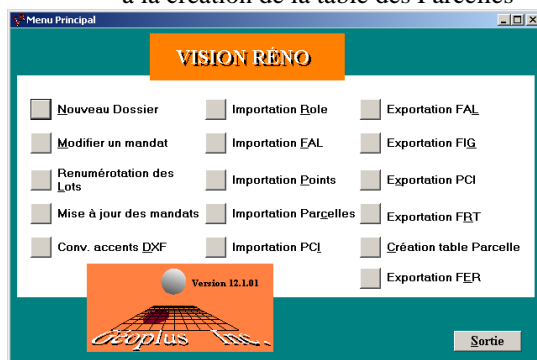 à la création de la table des Parcelles
Menu Principal
VISION RÉNO
Nouveau Dossier
Importation Role
Exportation FAL
Modifier un mandat
Importation FAL
Exportation FIG
Renumérotation des
Lots
Importation Points
Exportation PCI
Mise à jour des mandats
Importation Parcelles
Exportation FRT
Conv. accents DXF
Importation PCI
Création table Parcelle
Exportation FER
Version 12.1.01
Géoplus Inc.
Sortie